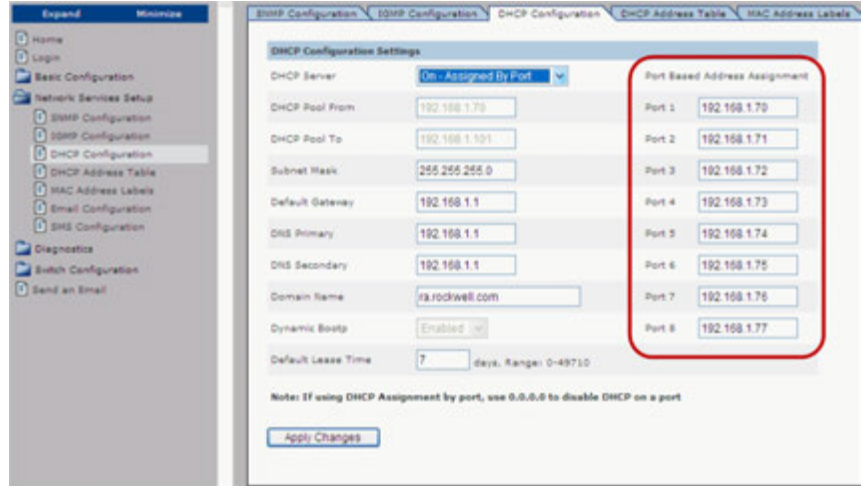 Expand Minimize
Home
Login
Basic Configuration
Network Services Setup
SNMP Configuration
IGMP Configuration
DHCP Configuration
DHCP Address Table
MAC Address Labels
Email Configuration
SMS Configuration
Diagnostics
Switch Configuration
Send an Email
SNMP Configuration IGMP Configuration DHCP Configuration DHCP Address Table MAC Address Labels
DHCP Configuration Settings
DHCP Server On - Assigned By Port
DHCP Pool From 192.168.1.70
DHCP Pool To 192.168.1.101
Subnet Mask 255.255.255.0
Default Gateway 192.168.1.1
DNS Primary 192.168.1.1
DNS Secondary 192.168.1.1
Domain Name ra.rockwell.com
Dynamic Bootp Enabled
Default Lease Time 7 days, Range: 0-49710
Port Based Address Assignment
Port 1 192.168.1.70
Port 2 192.168.1.71
Port 3 192.168.1.72
Port 4 192.168.1.73
Port 5 192.168.1.74
Port 6 192.168.1.75
Port 7 192.168.1.76
Port 8 192.168.1.77
Note: If using DHCP Assignment by port, use 0.0.0.0 to disable DHCP on a port
Apply Changes